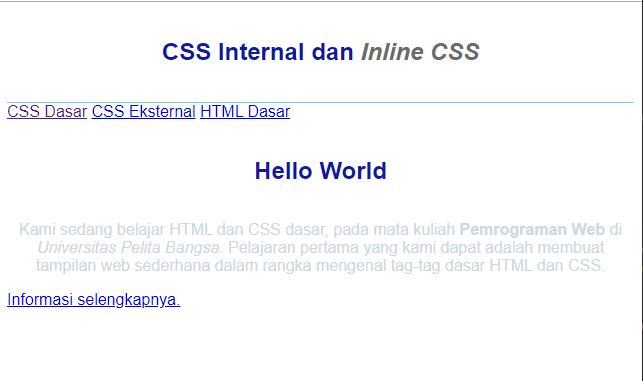 CSS Internal dan Inline CSS
CSS Dasar CSS Eksternal HTML Dasar
Hello World
Kami sedang belajar HTML dan CSS dasar, pada mata kuliah Pemrograman Web di
Universitas Pelita Bangsa. Pelajaran pertama yang kami dapat adalah membuat
tampilan web sederhana dalam rangka mengenal tag-tag dasar HTML dan CSS.
Informasi selengkapnya.